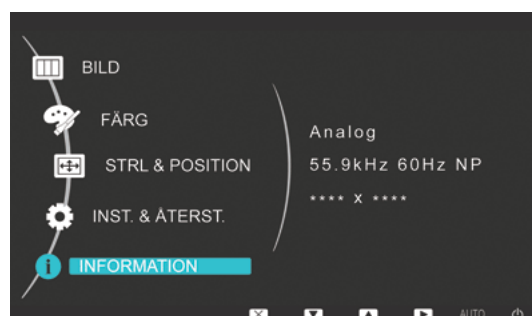 BILD
FÄRG
STRL & POSITION
INST. & ÅTERST.
INFORMATION
Analog
55.9kHz 60Hz NP
**** x ****
AUTO